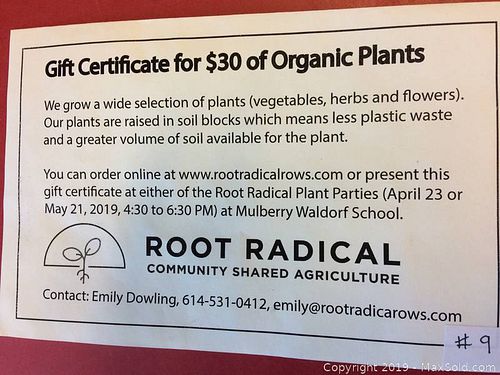 Gift Certificate for $30 of Organic Plants
We grow a wide selection of plants (vegetables, herbs and flowers).
Our plants are raised in soil blocks which means less plastic waste
and a greater volume of soil available for the plant.
You can order online at www.rootradicalrows.com or present this
gift certificate at either of the Root Radical Plant Parties (April 23 or
May 21, 2019, 4:30 to 6:30 PM) at Mulberry Waldorf School.
ROOT RADICAL
COMMUNITY SHARED AGRICULTURE
Contact: Emily Dowling, 614-531-0412, emily@rootradicarows.com
# 9
Copyright 2019 - MaxSold.com